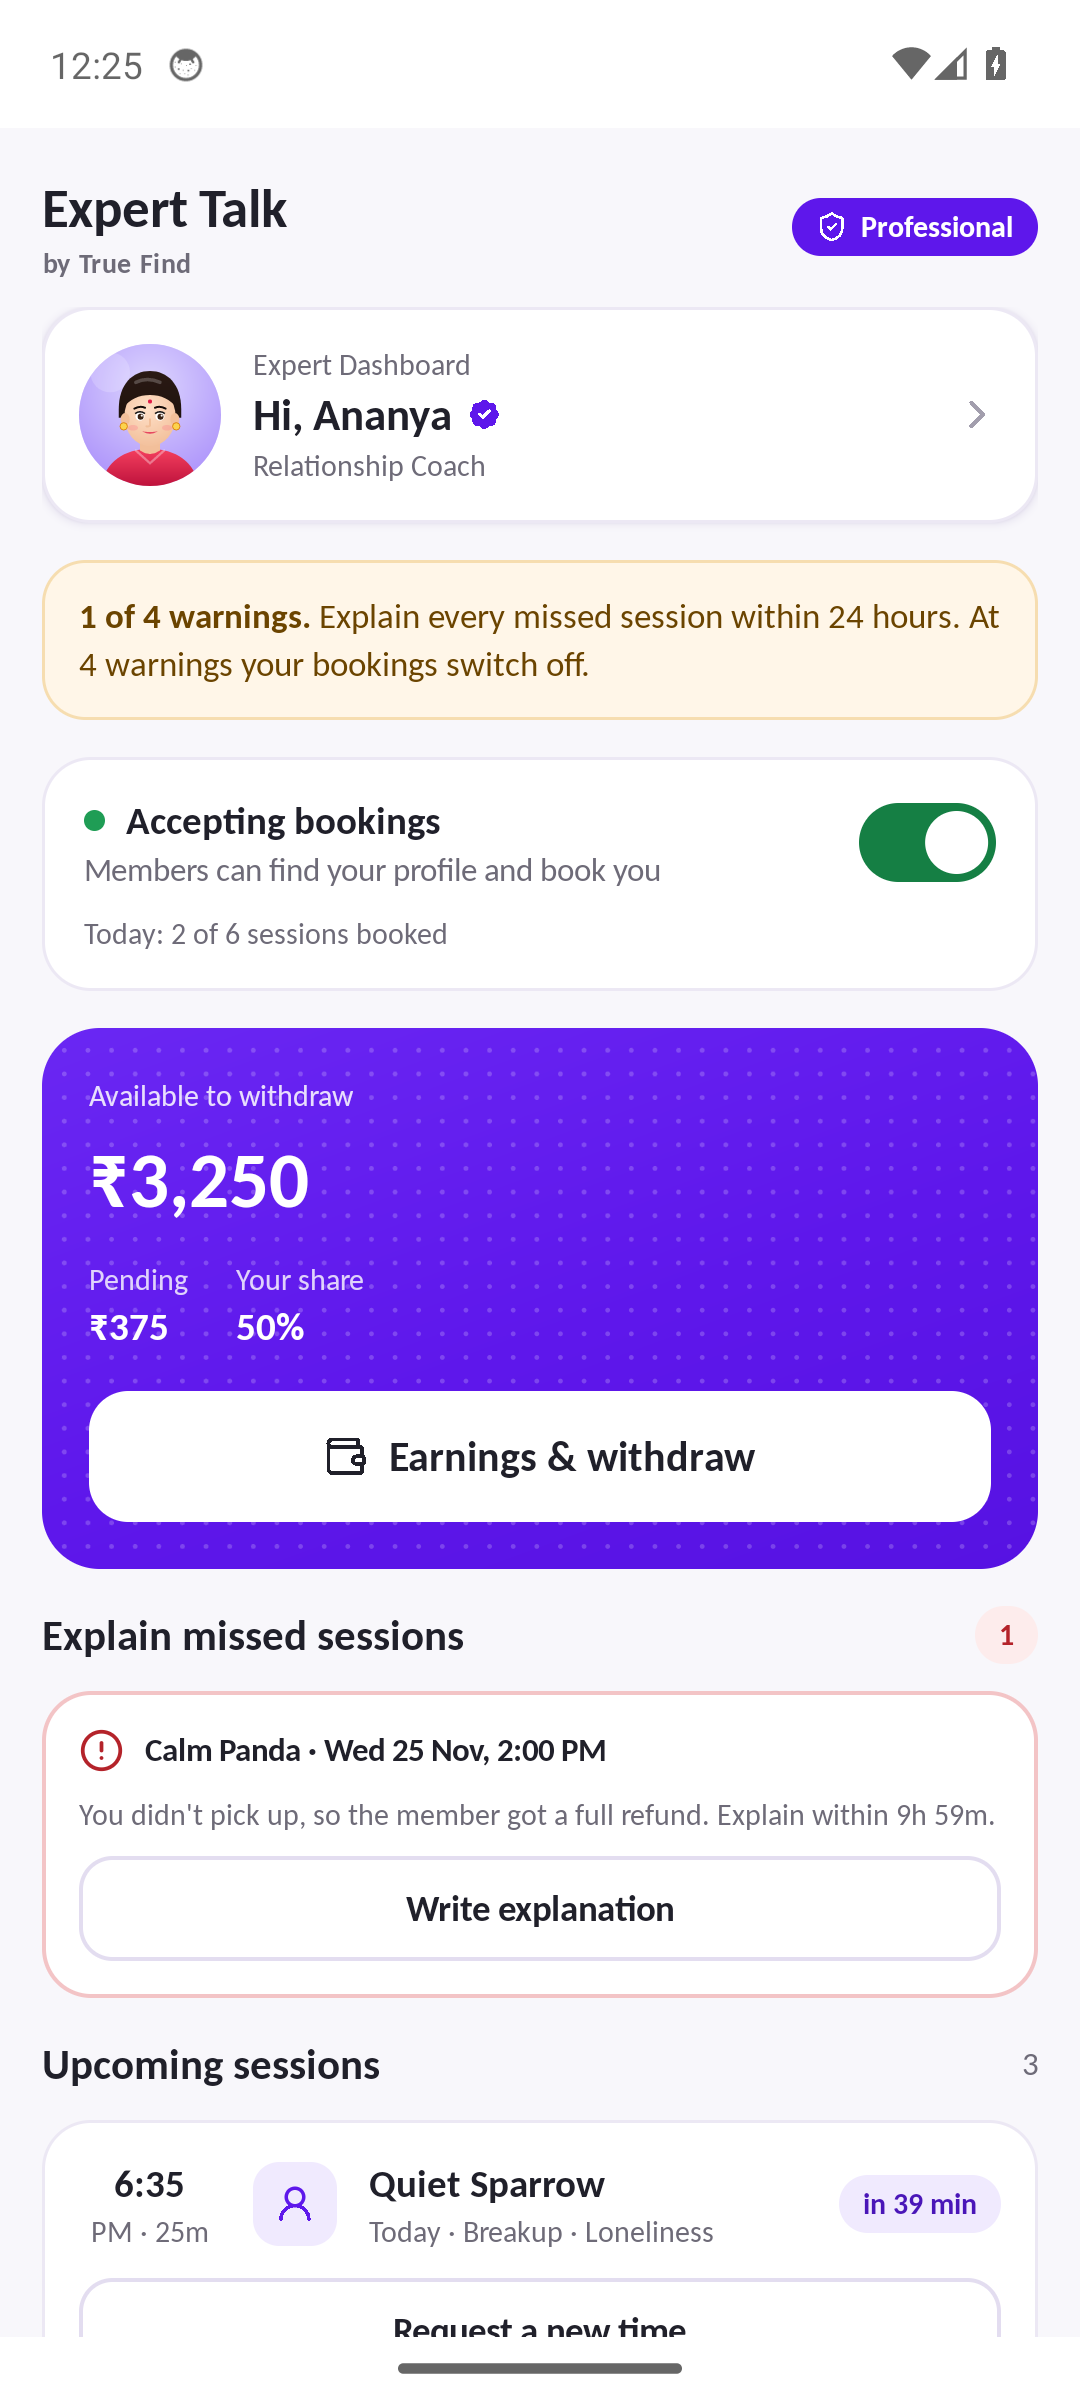 12:25
Expert Talk
by True Find
Professional
Expert Dashboard
Hi, Ananya
Relationship Coach
1 of 4 warnings. Explain every missed session within 24 hours. At
4 warnings your bookings switch off.
Accepting bookings
Members can find your profile and book you
Today: 2 of 6 sessions booked
Available to withdraw
₹3,250
Pending
Your share
₹375
50%
Earnings & withdraw
Explain missed sessions
1
Calm Panda · Wed 25 Nov, 2:00 PM
You didn't pick up, so the member got a full refund. Explain within 9h 59m.
Write explanation
Upcoming sessions
3
6:35
PM · 25m
Quiet Sparrow
Today · Breakup · Loneliness
in 39 min
Request a new time